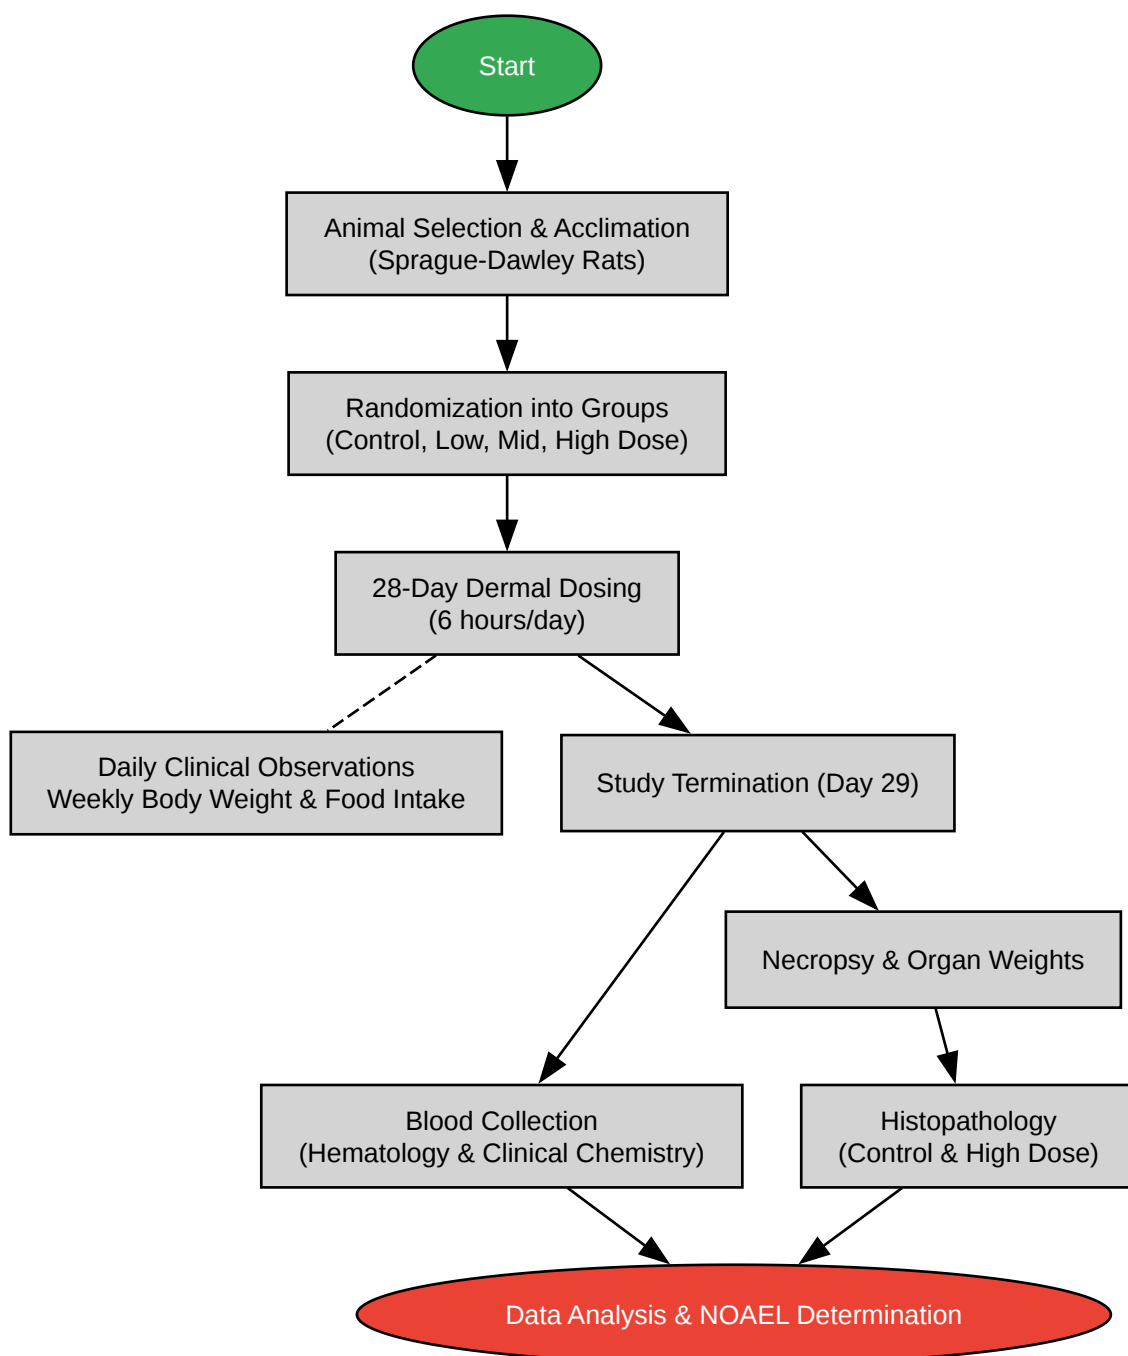 Start
Animal Selection & Acclimation
(Sprague-Dawley Rats)
Randomization into Groups
(Control, Low, Mid, High Dose)
28-Day Dermal Dosing
(6 hours/day)
Daily Clinical Observations
Weekly Body Weight & Food Intake
Study Termination (Day 29)
Necropsy & Organ Weights
Blood Collection
(Hematology & Clinical Chemistry)
Histopathology
(Control & High Dose)
Data Analysis & NOAEL Determination